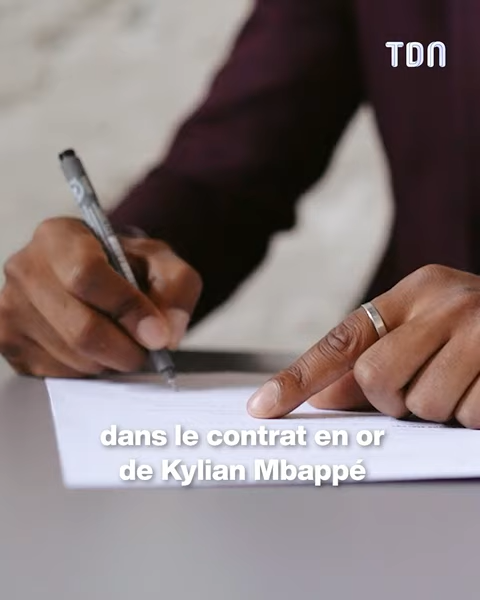 TDN
dans le contrat en or
de Kylian Mbappé